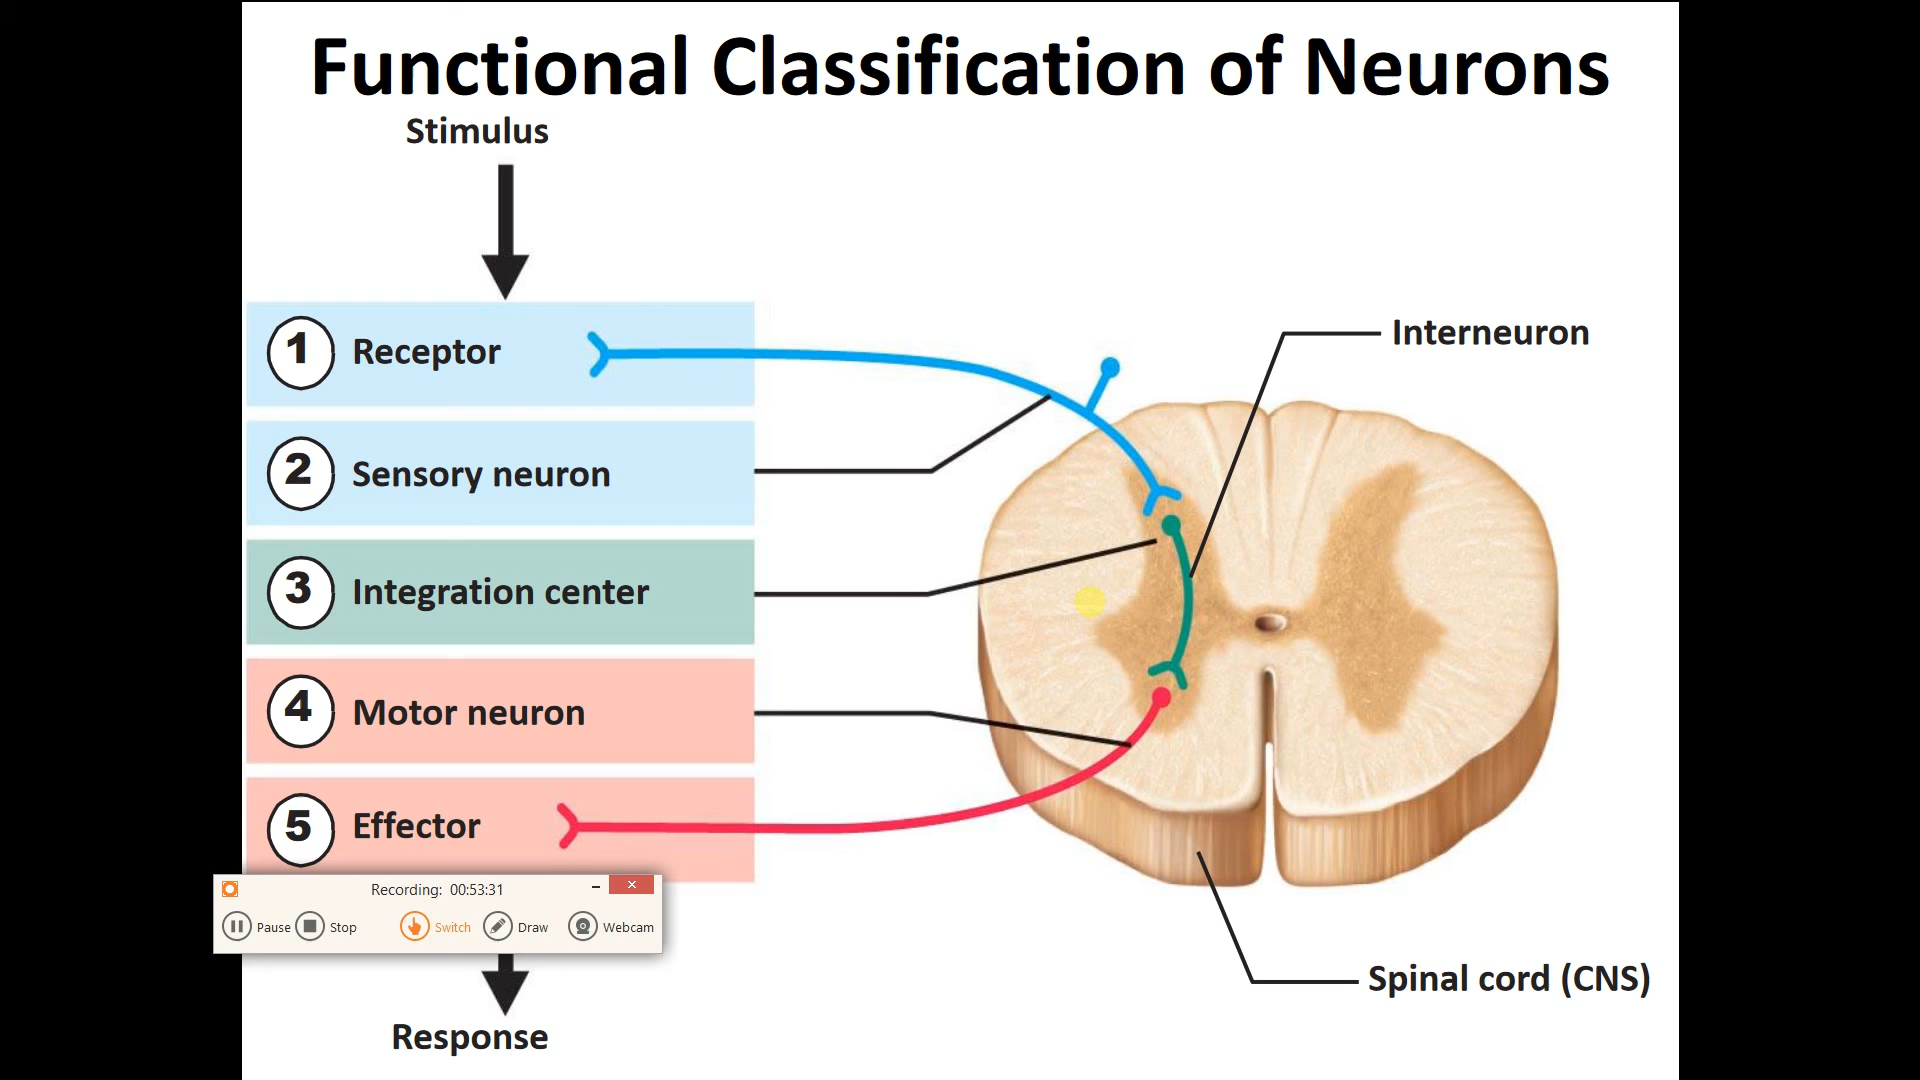 Functional Classification of Neurons
Stimulus
1 Receptor
Interneuron
2 Sensory neuron
3 Integration center
4 Motor neuron
5 Effector
Recording: 00:53:31
Pause Stop Switch Draw Webcam
Spinal cord (CNS)
Response